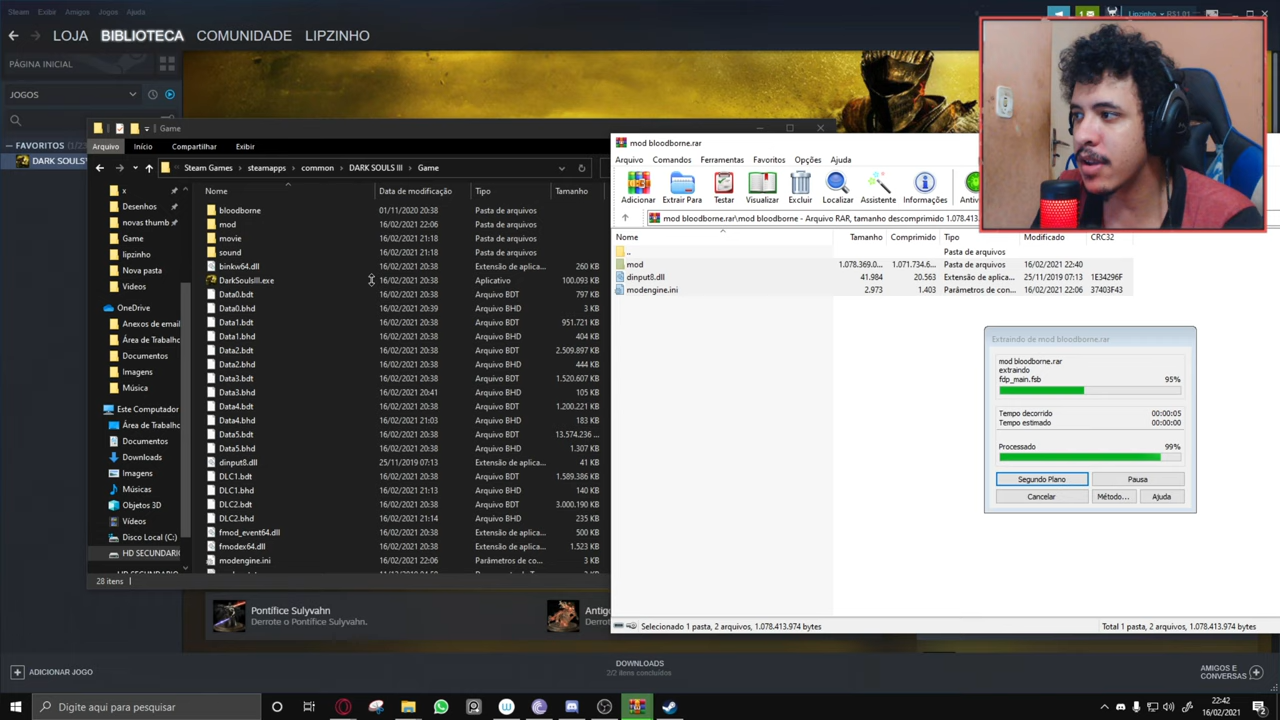 Steam Exibir Amigos Jogos Ajuda
1
Lipzinho R$1,01
LOJA BIBLIOTECA COMUNIDADE LIPZINHO
PÁGINA INICIAL
JOGOS
FAVORITOS
DARK SOULS
Game
Arquivo Início Compartilhar Exibir
Steam Games steamapps common DARK SOULS III Game
Nome Data de modificação Tipo Tamanho
x
Desenhos
novas thumb
Game
lipzinho
Nova pasta
Videos
OneDrive
Anexos de email
Área de Trabalho
Documentos
Imagens
Música
Este Computador
Área de Trabalho
Documentos
Downloads
Imagens
Músicas
Objetos 3D
Vídeos
Disco Local (C:)
HD SECUNDARI
bloodborne 01/11/2020 20:38 Pasta de arquivos
mod 16/02/2021 22:06 Pasta de arquivos
movie 16/02/2021 21:18 Pasta de arquivos
sound 16/02/2021 21:18 Pasta de arquivos
binkw64.dll 16/02/2021 20:38 Extensão de aplica... 260 KB
DarkSoulsIII.exe 16/02/2021 20:38 Aplicativo 100.093 KB
Data0.bdt 16/02/2021 20:38 Arquivo BDT 797 KB
Data0.bhd 16/02/2021 20:39 Arquivo BHD 3 KB
Data1.bdt 16/02/2021 20:38 Arquivo BDT 951.721 KB
Data1.bhd 16/02/2021 20:38 Arquivo BHD 404 KB
Data2.bdt 16/02/2021 20:38 Arquivo BDT 2.509.897 KB
Data2.bhd 16/02/2021 20:38 Arquivo BHD 444 KB
Data3.bdt 16/02/2021 20:38 Arquivo BDT 1.520.607 KB
Data3.bhd 16/02/2021 20:41 Arquivo BHD 105 KB
Data4.bdt 16/02/2021 20:38 Arquivo BDT 1.200.221 KB
Data4.bhd 16/02/2021 21:03 Arquivo BHD 183 KB
Data5.bdt 16/02/2021 20:38 Arquivo BDT 13.574.236 ...
Data5.bhd 16/02/2021 20:38 Arquivo BHD 1.307 KB
dinput8.dll 25/11/2019 07:13 Extensão de aplica... 41 KB
DLC1.bdt 16/02/2021 20:38 Arquivo BDT 1.589.386 KB
DLC1.bhd 16/02/2021 21:13 Arquivo BHD 140 KB
DLC2.bdt 16/02/2021 20:38 Arquivo BDT 3.000.190 KB
DLC2.bhd 16/02/2021 21:14 Arquivo BHD 235 KB
fmod_event64.dll 16/02/2021 20:38 Extensão de aplica... 500 KB
fmodex64.dll 16/02/2021 20:38 Extensão de aplica... 1.523 KB
modengine.ini 16/02/2021 22:06 Parâmetros de co... 3 KB
28 itens
mod bloodborne.rar
Arquivo Comandos Ferramentas Favoritos Opções Ajuda
Adicionar Extrair Para Testar Visualizar Excluir Localizar Assistente Informações Antiv
mod bloodborne.rar\mod bloodborne - Arquivo RAR, tamanho descomprimido 1.078.413....
Nome Tamanho Comprimido Tipo Modificado CRC32
.. Pasta de arquivos
mod 1.078.369.0... 1.071.734.6... Pasta de arquivos 16/02/2021 22:40
dinput8.dll 41.984 20.563 Extensão de aplica... 25/11/2019 07:13 1E34296F
modengine.ini 2.973 1.403 Parâmetros de con... 16/02/2021 22:06 37403F43
Extraindo de mod bloodborne.rar
mod bloodborne.rar
extraindo
fdp_main.fsb 95%
Tempo decorrido 00:00:05
Tempo estimado 00:00:00
Processado 99%
Segundo Plano Pausa
Cancelar Método... Ajuda
Selecionado 1 pasta, 2 arquivos, 1.078.413.974 bytes Total 1 pasta, 2 arquivos, 1.078.413.974 bytes
Pontífice Sulyvahn
Derrote o Pontífice Sulyvahn.
Antigo
Derrote
ADICIONAR JOGO
DOWNLOADS
2/2 itens concluídos
AMIGOS E
CONVERSAS
Digite aqui para pesquisar
22:42
16/02/2021
2